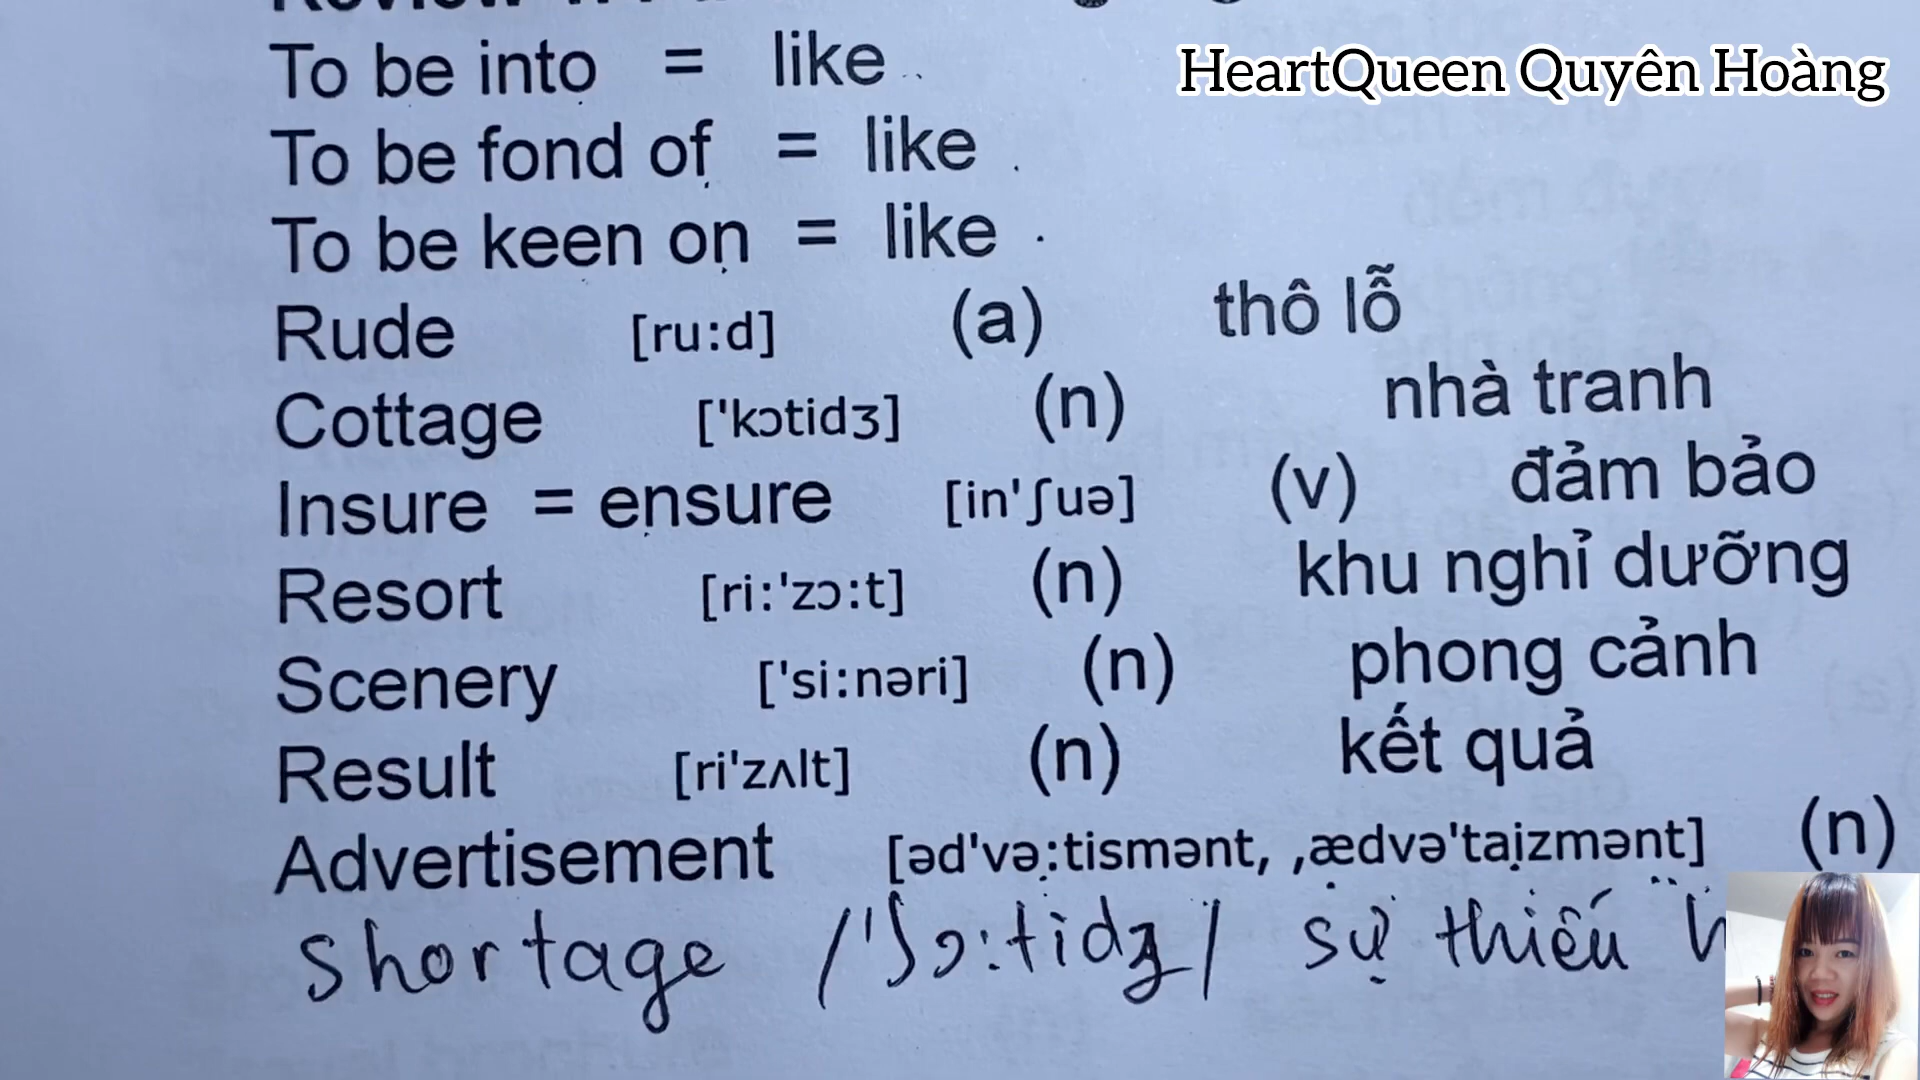 HeartQueen Quyên Hoàng
To be into = like
To be fond of = like
To be keen on = like
Rude [ru:d] (a) thô lỗ
Cottage ['kɔtidʒ] (n) nhà tranh
Insure = ensure [in'ʃuə] (v) đảm bảo
Resort [ri:'zɔ:t] (n) khu nghỉ dưỡng
Scenery ['si:nəri] (n) phong cảnh
Result [ri'zʌlt] (n) kết quả
Advertisement [əd'və:tismənt, ,ædvə'taizmənt] (n)
shortage /'ʃɔ:tidʒ/ sự thiếu